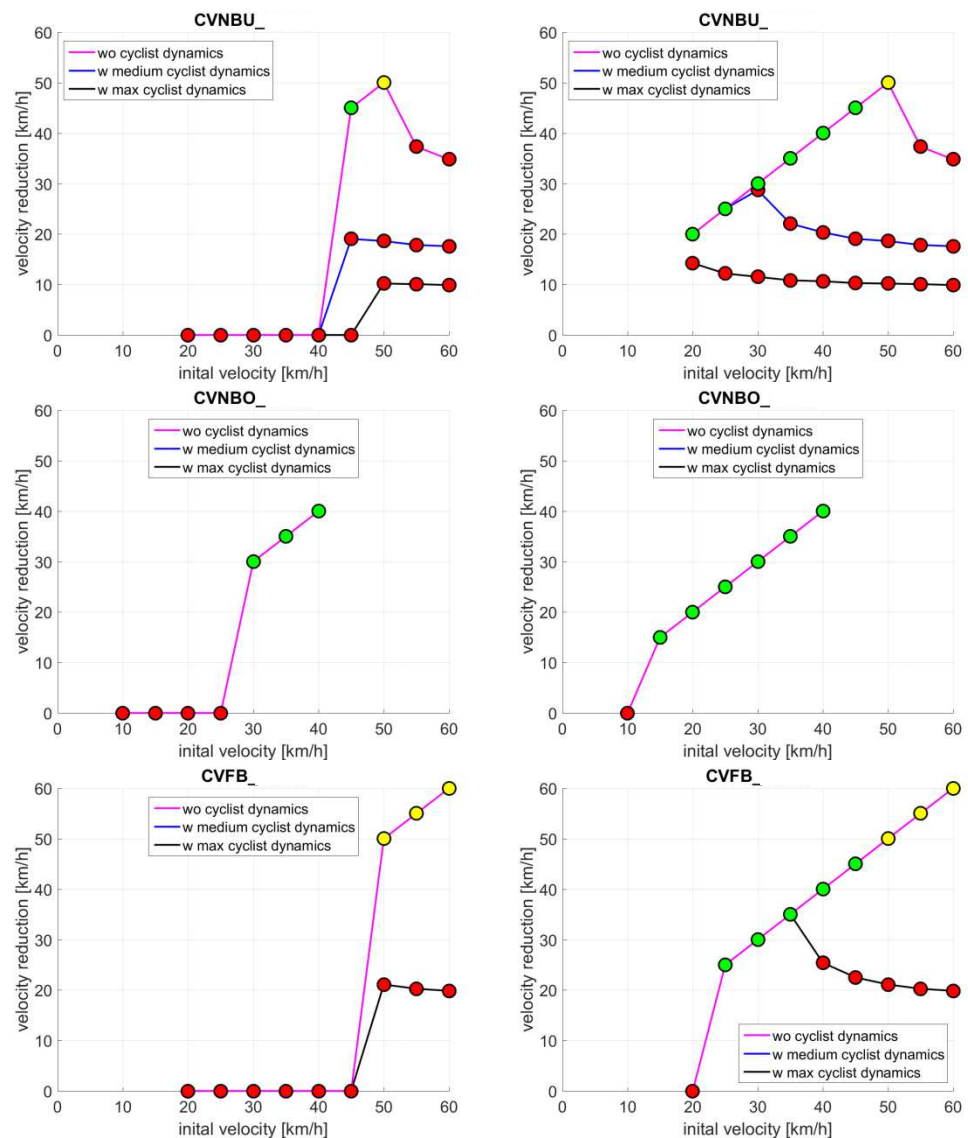 CVNBU_
60
50
40
30
20
10
0
velocity reduction [km/h]
wo cyclist dynamics
w medium cyclist dynamics
w max cyclist dynamics
0 10 20 30 40 50 60
inital velocity [km/h]
CVNBU_
60
50
40
30
20
10
0
velocity reduction [km/h]
wo cyclist dynamics
w medium cyclist dynamics
w max cyclist dynamics
0 10 20 30 40 50 60
inital velocity [km/h]
CVNBO_
60
50
40
30
20
10
0
velocity reduction [km/h]
wo cyclist dynamics
w medium cyclist dynamics
w max cyclist dynamics
0 10 20 30 40 50 60
inital velocity [km/h]
CVNBO_
60
50
40
30
20
10
0
velocity reduction [km/h]
wo cyclist dynamics
w medium cyclist dynamics
w max cyclist dynamics
0 10 20 30 40 50 60
inital velocity [km/h]
CVFB_
60
50
40
30
20
10
0
velocity reduction [km/h]
wo cyclist dynamics
w medium cyclist dynamics
w max cyclist dynamics
0 10 20 30 40 50 60
inital velocity [km/h]
CVFB_
60
50
40
30
20
10
0
velocity reduction [km/h]
wo cyclist dynamics
w medium cyclist dynamics
w max cyclist dynamics
0 10 20 30 40 50 60
inital velocity [km/h]